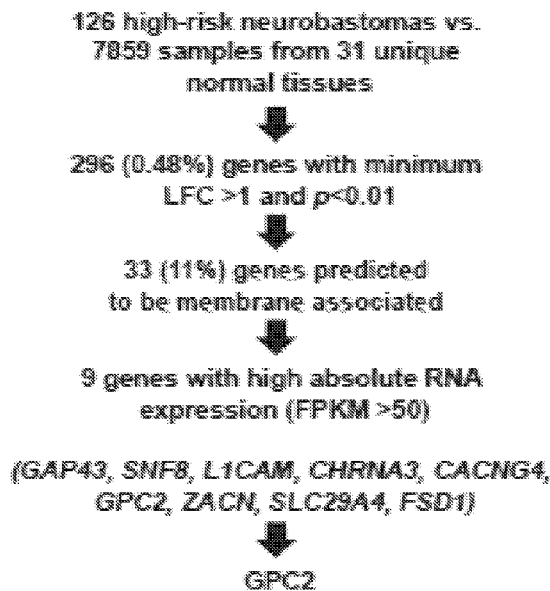 126 high-risk neurobastomas vs.
7859 samples from 31 unique
normal tissues
296 (0.48%) genes with minimum
LFC >1 and p<0.01
33 (11%) genes predicted
to be membrane associated
9 genes with high absolute RNA
expression (FPKM >50)
(GAP43, SNF8, L1CAM, CHRNA3, CACNG4,
GPC2, ZACN, SLC29A4, FSD1)
GPC2